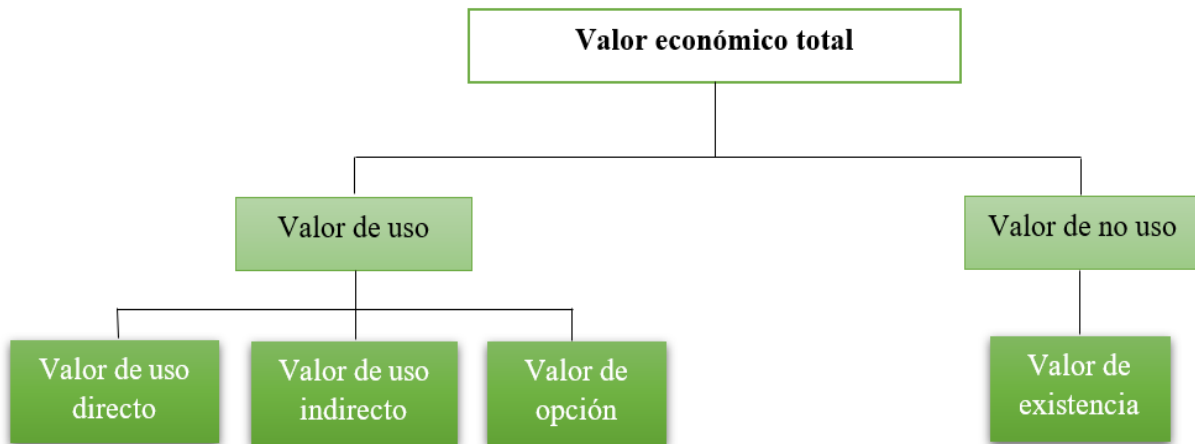 Valor económico total
Valor de uso
Valor de no uso
Valor de uso
directo
Valor de uso
indirecto
Valor de
opción
Valor de
existencia